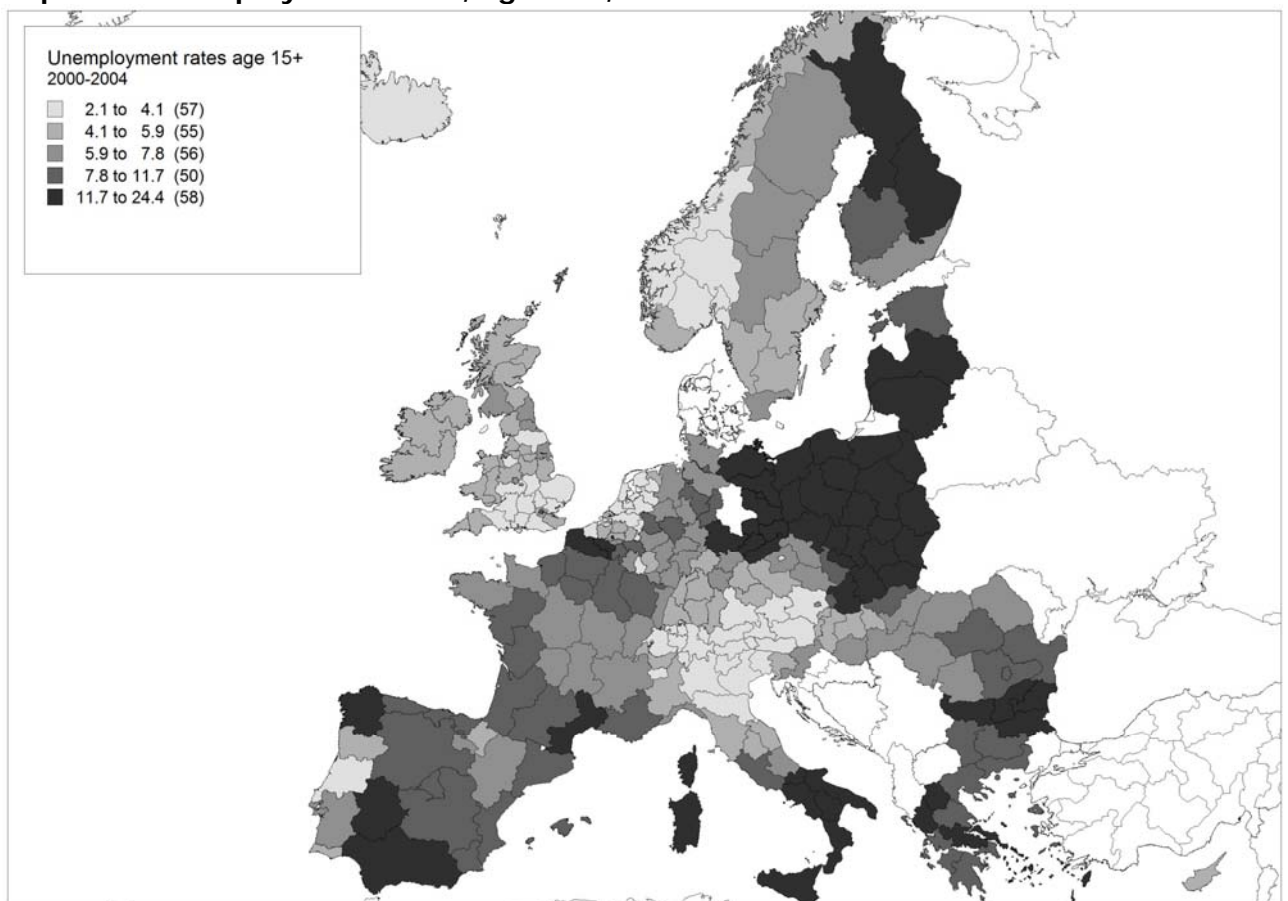 Unemployment rates age 15+
2000-2004
2.1 to 4.1 (57)
4.1 to 5.9 (55)
5.9 to 7.8 (56)
7.8 to 11.7 (50)
11.7 to 24.4 (58)